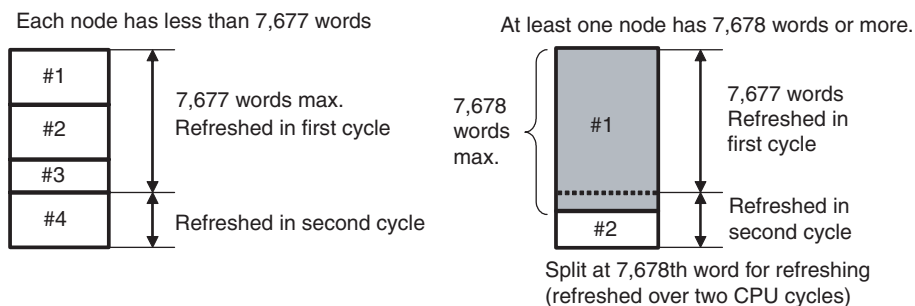 Each node has less than 7,677 words
#1
#2
#3
#4
7,677 words max.
Refreshed in first cycle
Refreshed in second cycle
At least one node has 7,678 words or more.
7,678
words
max.
#1
#2
7,677 words
Refreshed in
first cycle
Refreshed in
second cycle
Split at 7,678th word for refreshing
(refreshed over two CPU cycles)